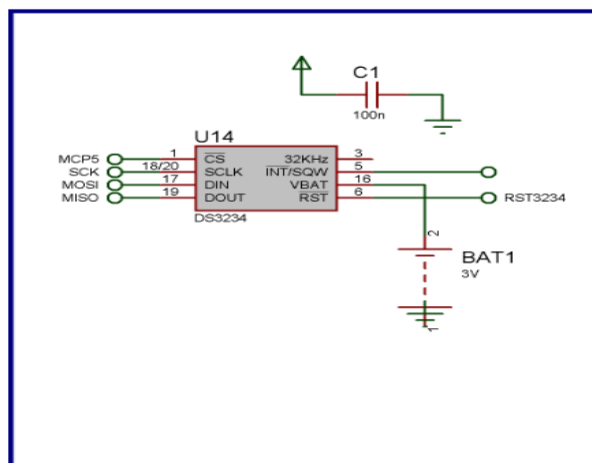 C1
100n
U14
MCP5 1 CS 32KHz 3
SCK 18/20 SCLK INT/SQW 5
MOSI 17 DIN VBAT 16
MISO 19 DOUT RST 6 RST3234
DS3234
2
BAT1
3V
1